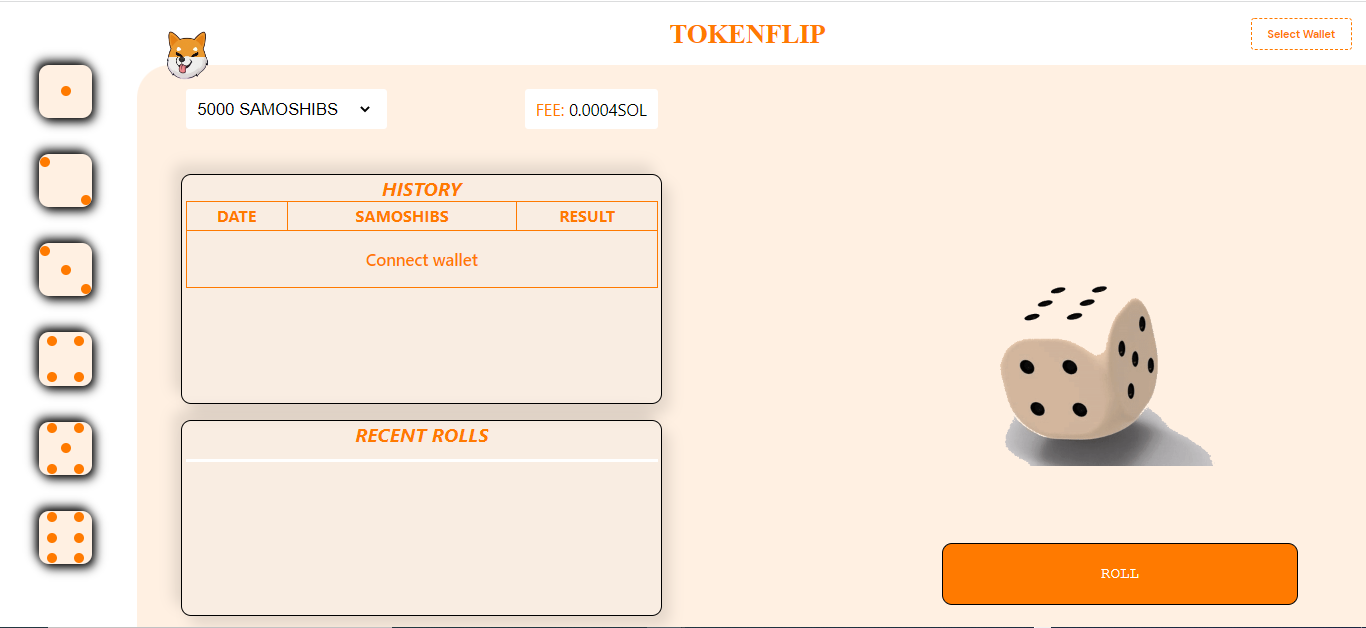 TOKENFLIP
Select Wallet
5000 SAMOSHIBS
FEE: 0.0004SOL
HISTORY
DATE SAMOSHIBS RESULT
Connect wallet
RECENT ROLLS
ROLL